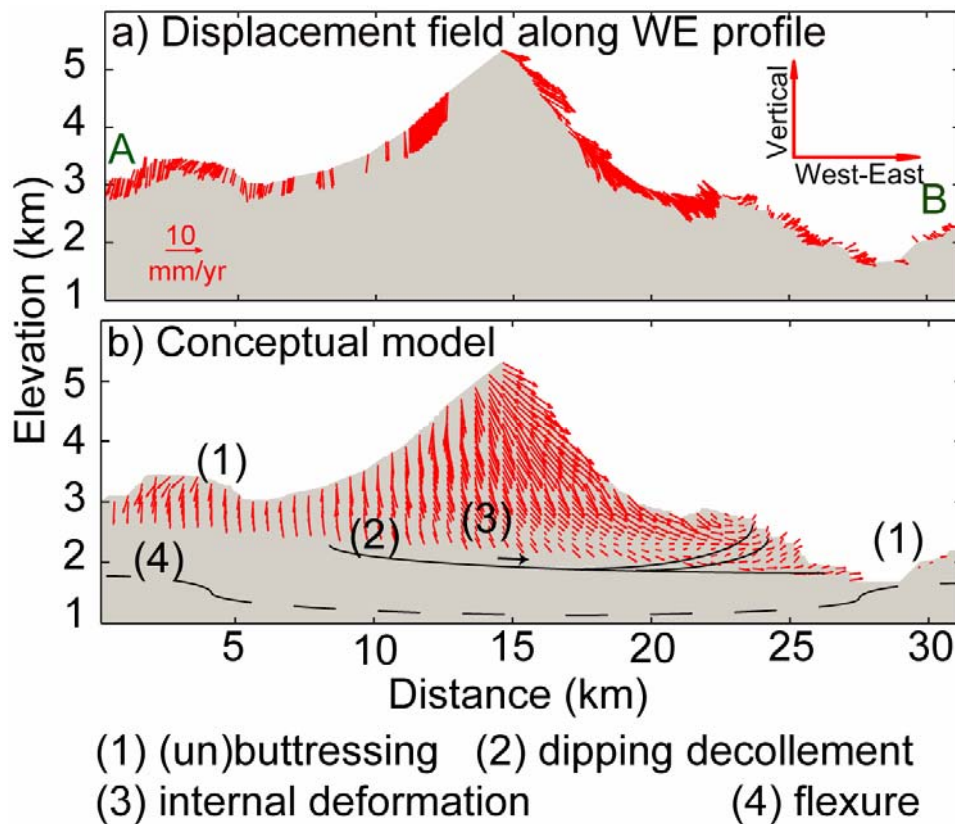 a) Displacement field along WE profile
5
4
3
2
1
A
10
mm/yr
Vertical
West-East
B
Elevation (km)
b) Conceptual model
5
4
3
2
1
(1)
(2)
(3)
(4)
(1)
5
10
15
20
25
30
Distance (km)
(1) (un)buttressing (2) dipping decollement
(3) internal deformation (4) flexure